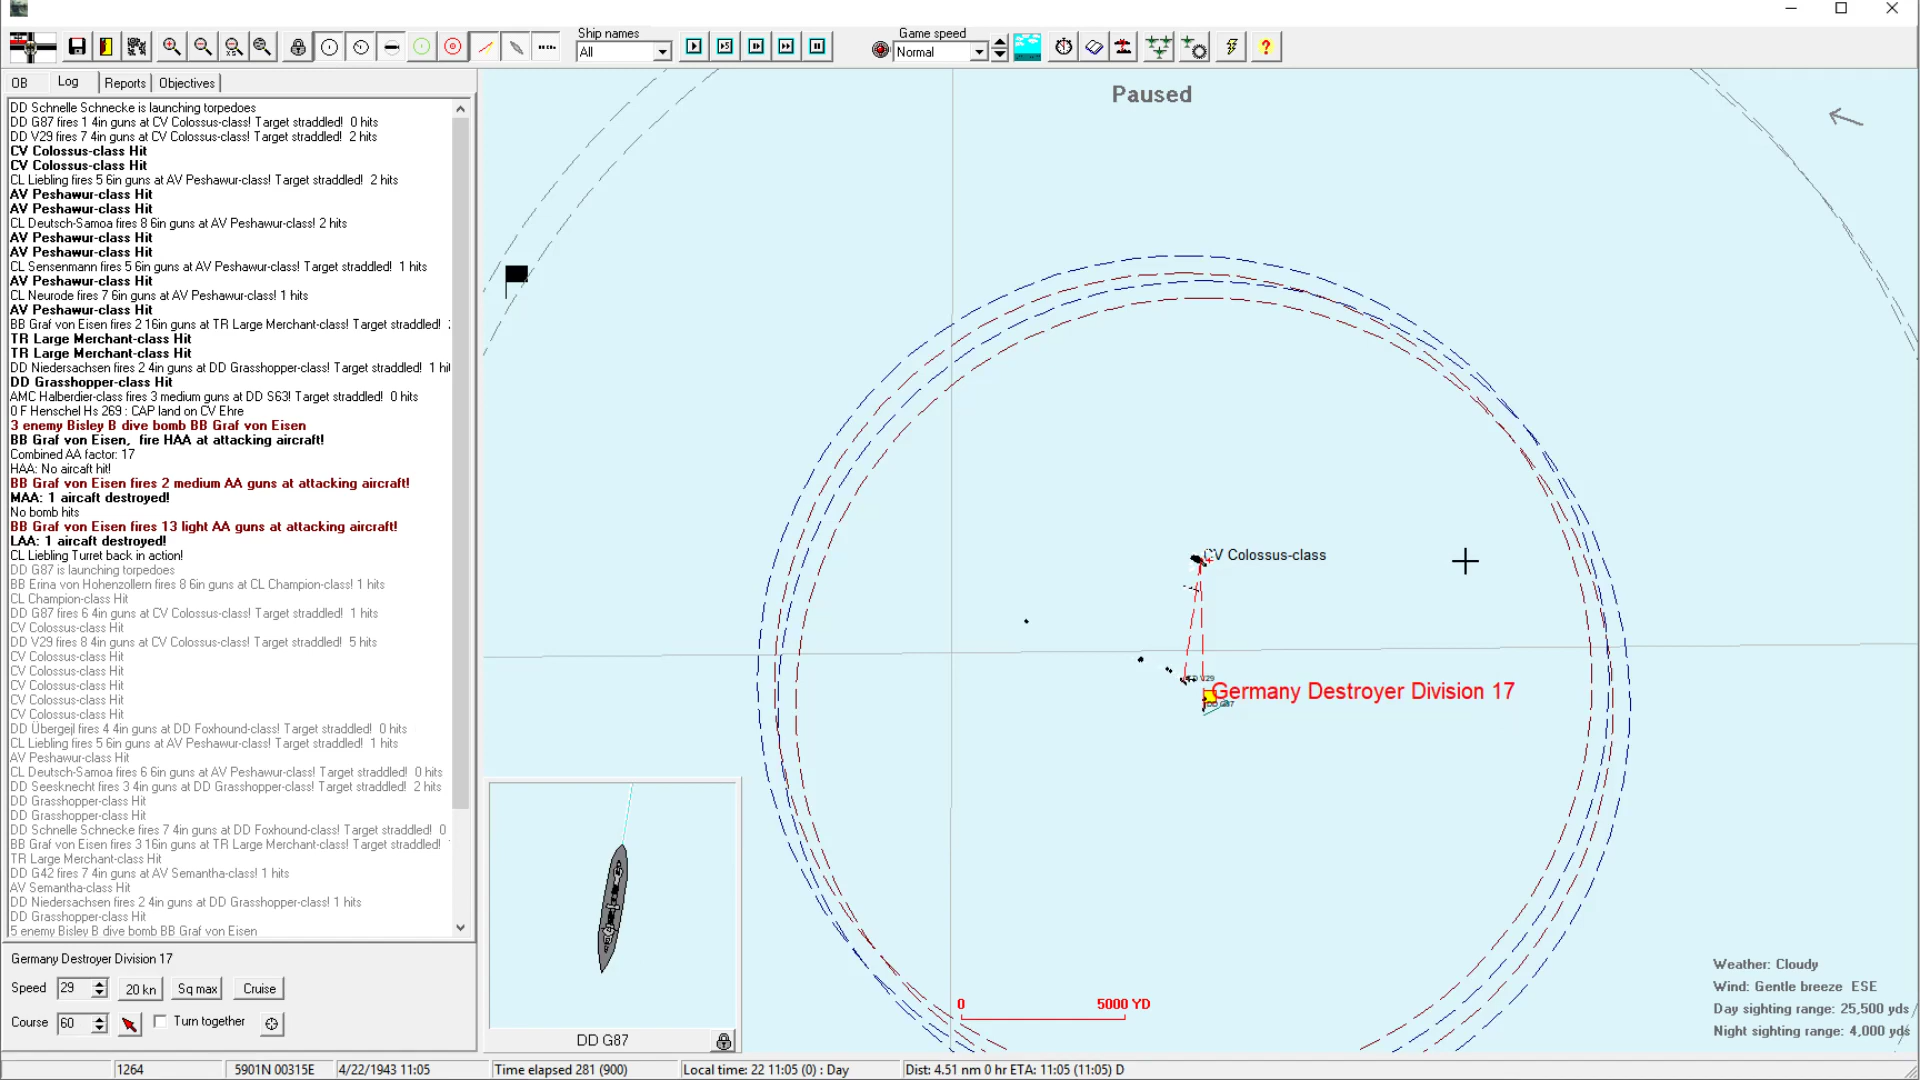 Ship names
All
Game speed
Normal
OB
Log
Reports
Objectives
DD Schnelle Schnecke is launching torpedoes
DD G87 fires 1 4in guns at CV Colossus-class! Target straddled!  0 hits
DD V29 fires 7 4in guns at CV Colossus-class! Target straddled!  2 hits
CV Colossus-class Hit
CV Colossus-class Hit
CL Liebling fires 5 6in guns at AV Peshawur-class! Target straddled!  2 hits
AV Peshawur-class Hit
AV Peshawur-class Hit
CL Deutsch-Samoa fires 8 6in guns at AV Peshawur-class! 2 hits
AV Peshawur-class Hit
AV Peshawur-class Hit
CL Sensenmann fires 5 6in guns at AV Peshawur-class! Target straddled!  1 hits
AV Peshawur-class Hit
CL Neurode fires 7 6in guns at AV Peshawur-class! 1 hits
AV Peshawur-class Hit
BB Graf von Eisen fires 2 16in guns at TR Large Merchant-class! Target straddled!
TR Large Merchant-class Hit
TR Large Merchant-class Hit
DD Niedersachsen fires 2 4in guns at DD Grasshopper-class! Target straddled!  1 hi
DD Grasshopper-class Hit
AMC Halberdier-class fires 3 medium guns at DD S63! Target straddled!  0 hits
0 F Henschel Hs 269 : CAP land on CV Ehre
3 enemy Bisley B dive bomb BB Graf von Eisen
BB Graf von Eisen,  fire HAA at attacking aircraft!
Combined AA factor: 17
HAA: No aircaft hit!
BB Graf von Eisen fires 2 medium AA guns at attacking aircraft!
MAA: 1 aircaft destroyed!
No bomb hits
BB Graf von Eisen fires 13 light AA guns at attacking aircraft!
LAA: 1 aircaft destroyed!
CL Liebling Turret back in action!
DD G87 is launching torpedoes
BB Erina von Hohenzollern fires 8 6in guns at CL Champion-class! 1 hits
CL Champion-class Hit
DD G87 fires 6 4in guns at CV Colossus-class! Target straddled!  1 hits
CV Colossus-class Hit
DD V29 fires 8 4in guns at CV Colossus-class! Target straddled!  5 hits
CV Colossus-class Hit
CV Colossus-class Hit
CV Colossus-class Hit
CV Colossus-class Hit
CV Colossus-class Hit
DD Übergejl fires 4 4in guns at DD Foxhound-class! Target straddled!  0 hits
CL Liebling fires 5 6in guns at AV Peshawur-class! Target straddled!  1 hits
AV Peshawur-class Hit
CL Deutsch-Samoa fires 6 6in guns at AV Peshawur-class! Target straddled!  0 hits
DD Seesknecht fires 3 4in guns at DD Grasshopper-class! Target straddled!  2 hits
DD Grasshopper-class Hit
DD Grasshopper-class Hit
DD Schnelle Schnecke fires 7 4in guns at DD Foxhound-class! Target straddled!  0
BB Graf von Eisen fires 3 16in guns at TR Large Merchant-class! Target straddled!
TR Large Merchant-class Hit
DD G42 fires 7 4in guns at AV Semantha-class! 1 hits
AV Semantha-class Hit
DD Niedersachsen fires 2 4in guns at DD Grasshopper-class! 1 hits
DD Grasshopper-class Hit
5 enemy Bisley B dive bomb BB Graf von Eisen
Germany Destroyer Division 17
Speed 29 20 kn Sq max Cruise
Course 60 Turn together
Paused
CV Colossus-class
DD V29
Germany Destroyer Division 17
DD G87
0 5000 YD
DD G87
Weather: Cloudy
Wind: Gentle breeze  ESE
Day sighting range: 25,500 yds
Night sighting range: 4,000 yds
1264
5901N 00315E
4/22/1943 11:05
Time elapsed 281 (900)
Local time: 22 11:05 (0) : Day
Dist: 4.51 nm 0 hr ETA: 11:05 (11:05) D